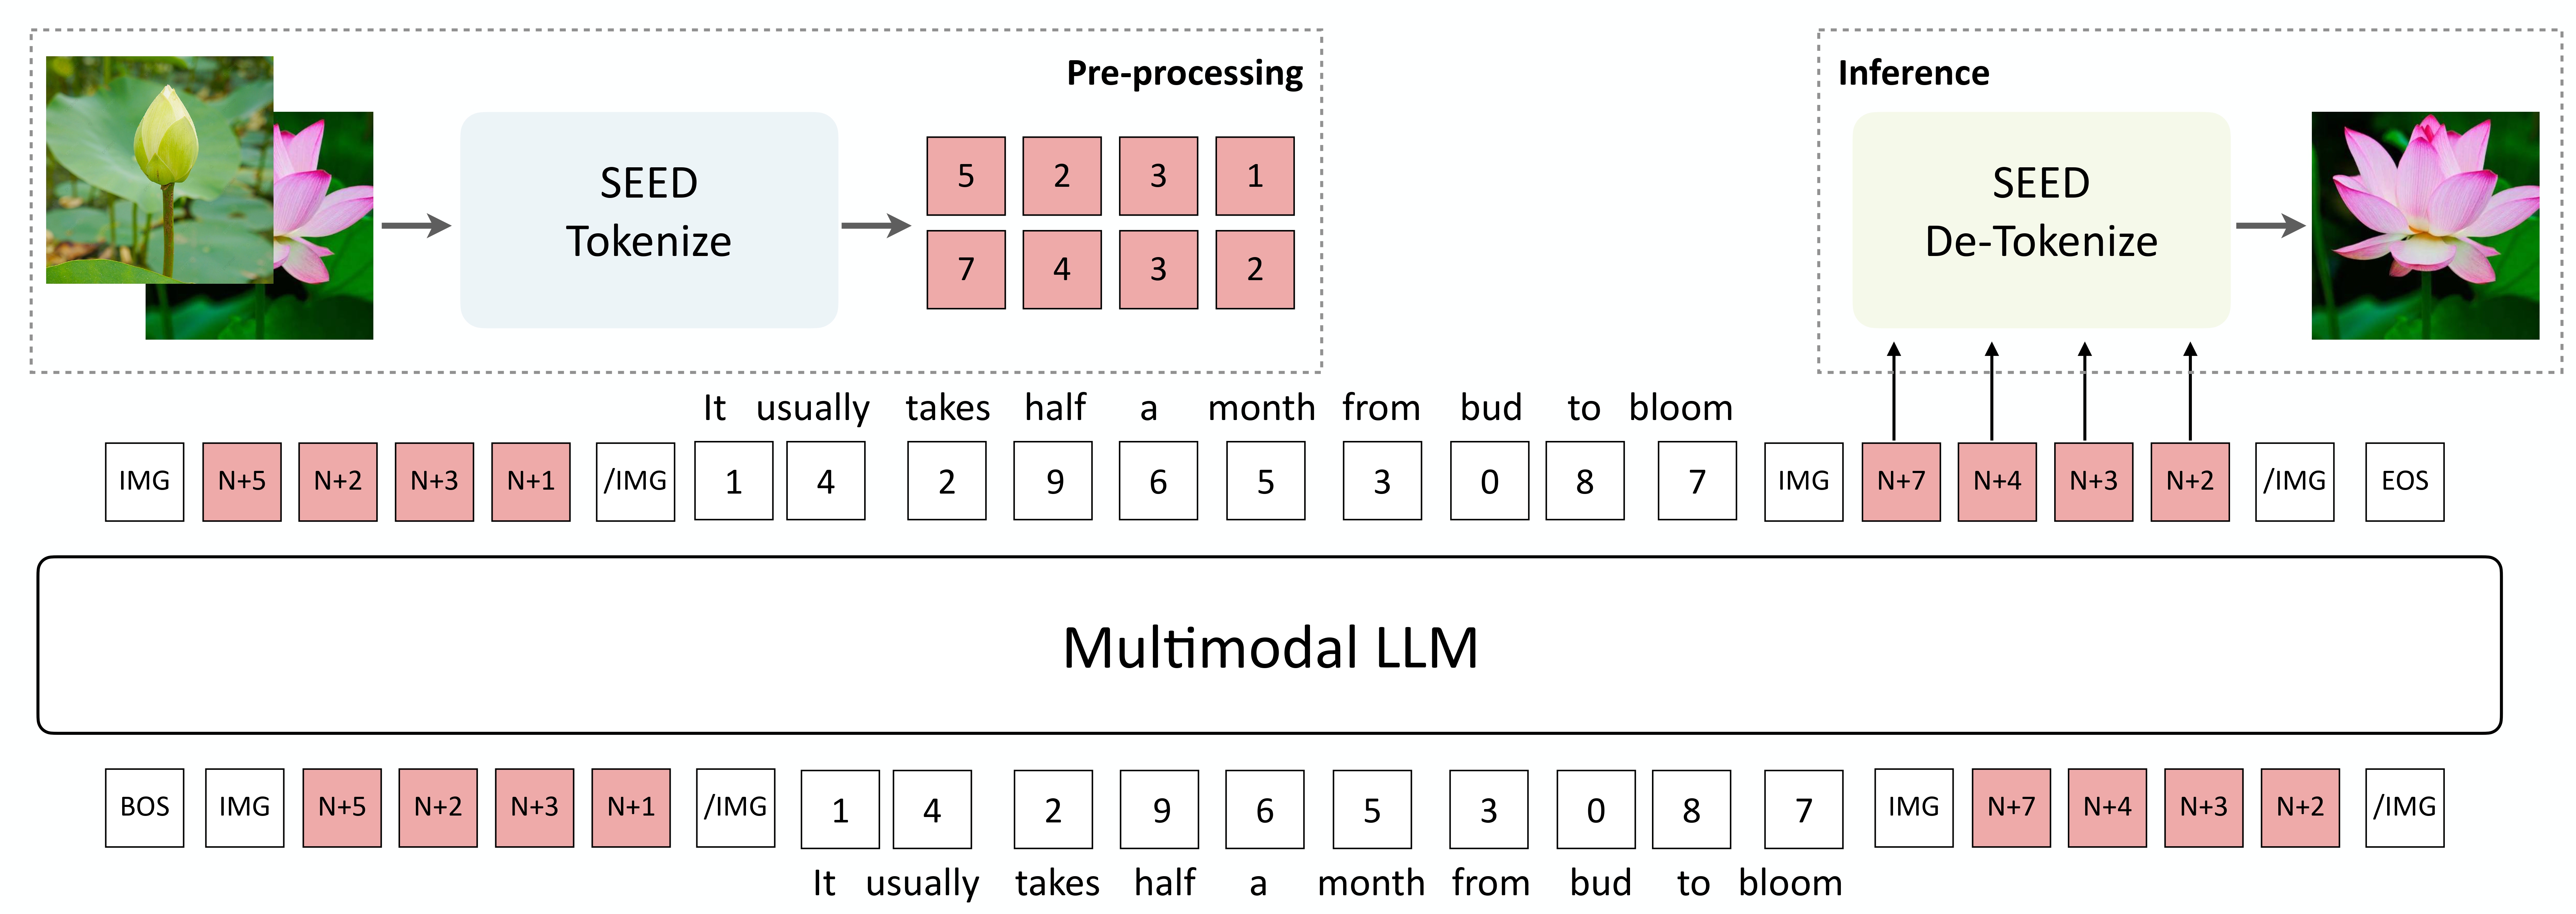 Pre-processing
SEED
Tokenize
5 2 3 1
7 4 3 2
Inference
SEED
De-Tokenize
It usually takes half a month from bud to bloom
IMG N+5 N+2 N+3 N+1 /IMG 1 4 2 9 6 5 3 0 8 7 IMG N+7 N+4 N+3 N+2 /IMG EOS
Multimodal LLM
BOS IMG N+5 N+2 N+3 N+1 /IMG 1 4 2 9 6 5 3 0 8 7 IMG N+7 N+4 N+3 N+2 /IMG
It usually takes half a month from bud to bloom